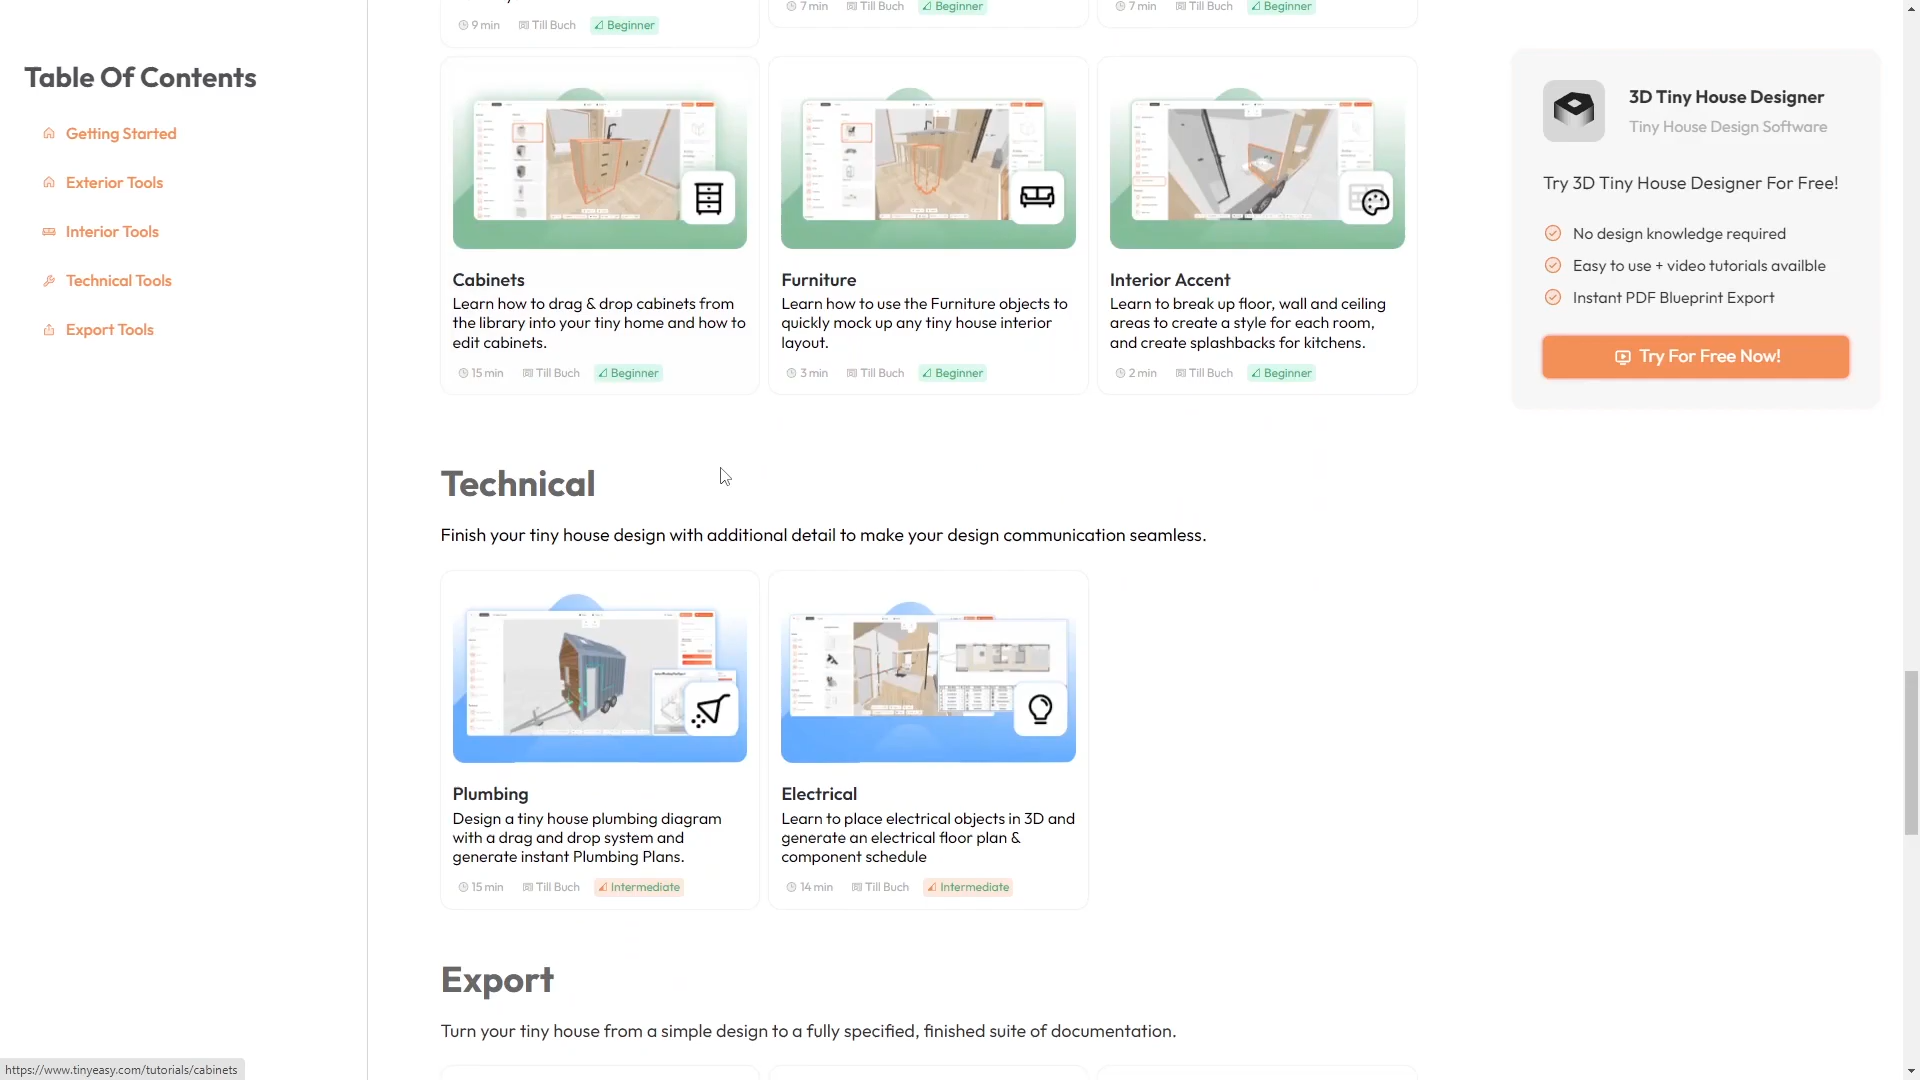 Table Of Contents
Getting Started
Exterior Tools
Interior Tools
Technical Tools
Export Tools
9 min Till Buch Beginner
7 min Till Buch Beginner
7 min Till Buch Beginner
Cabinets
Learn how to drag & drop cabinets from
the library into your tiny home and how to
edit cabinets.
15 min Till Buch Beginner
Furniture
Learn how to use the Furniture objects to
quickly mock up any tiny house interior
layout.
3 min Till Buch Beginner
Interior Accent
Learn to break up floor, wall and ceiling
areas to create a style for each room,
and create splashbacks for kitchens.
2 min Till Buch Beginner
Technical
Finish your tiny house design with additional detail to make your design communication seamless.
Plumbing
Design a tiny house plumbing diagram
with a drag and drop system and
generate instant Plumbing Plans.
15 min Till Buch Intermediate
Electrical
Learn to place electrical objects in 3D and
generate an electrical floor plan &
component schedule
14 min Till Buch Intermediate
Export
Turn your tiny house from a simple design to a fully specified, finished suite of documentation.
3D Tiny House Designer
Tiny House Design Software
Try 3D Tiny House Designer For Free!
No design knowledge required
Easy to use + video tutorials availble
Instant PDF Blueprint Export
Try For Free Now!
https://www.tinyeasy.com/tutorials/cabinets